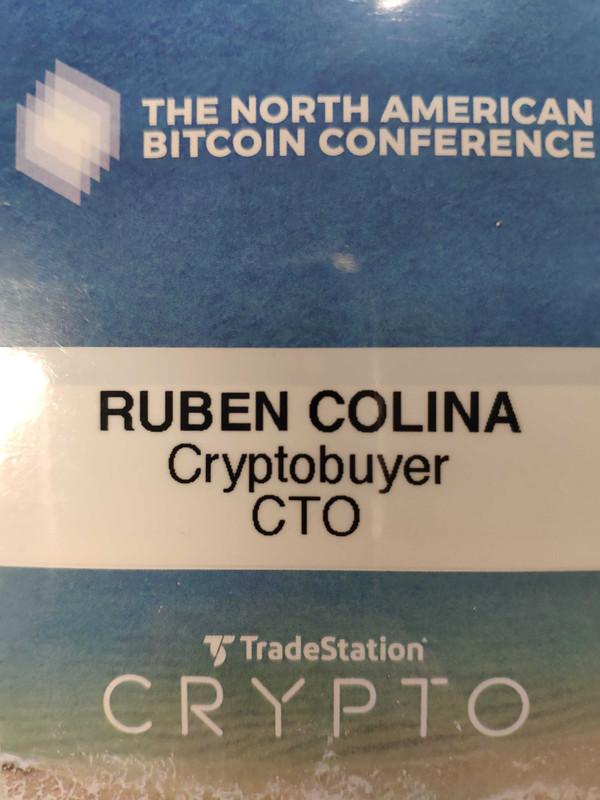 THE NORTH AMERICAN
BITCOIN CONFERENCE
RUBEN COLINA
Cryptobuyer
CTO
TradeStation
CRYPTO